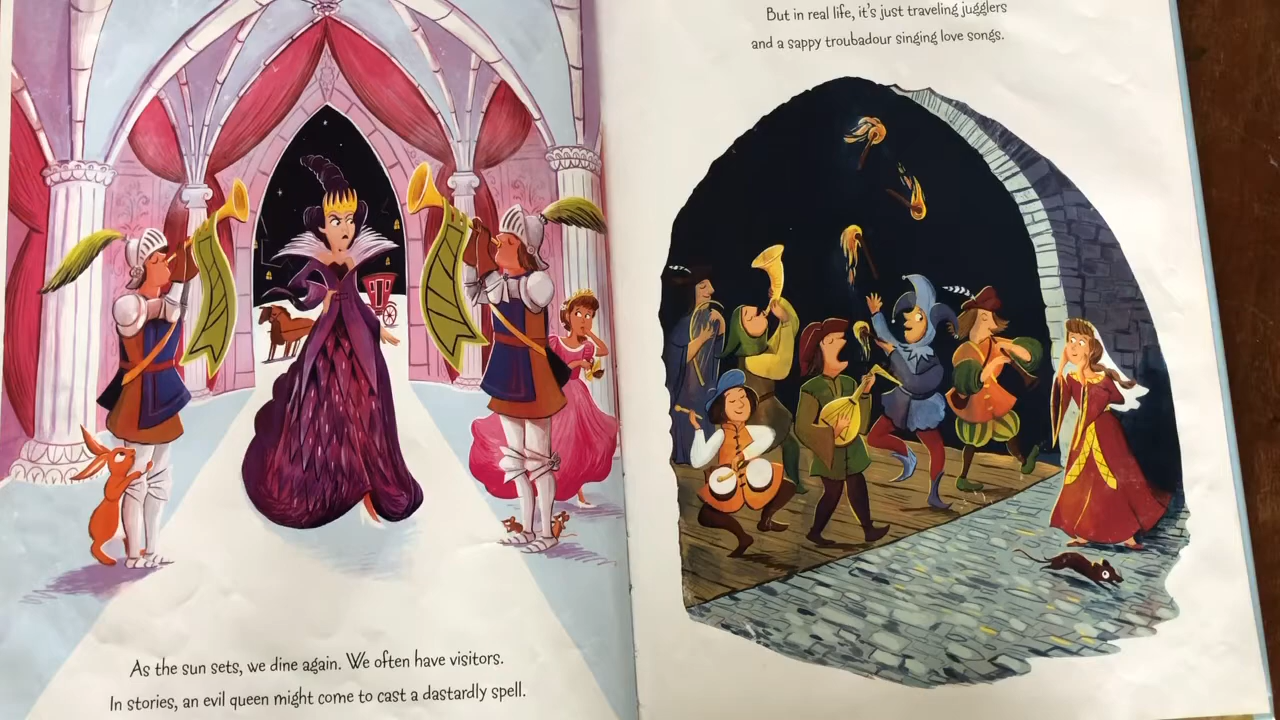 As the sun sets, we dine again. We often have visitors.
In stories, an evil queen might come to cast a dastardly spell.
But in real life, it's just traveling jugglers
and a sappy troubadour singing love songs.